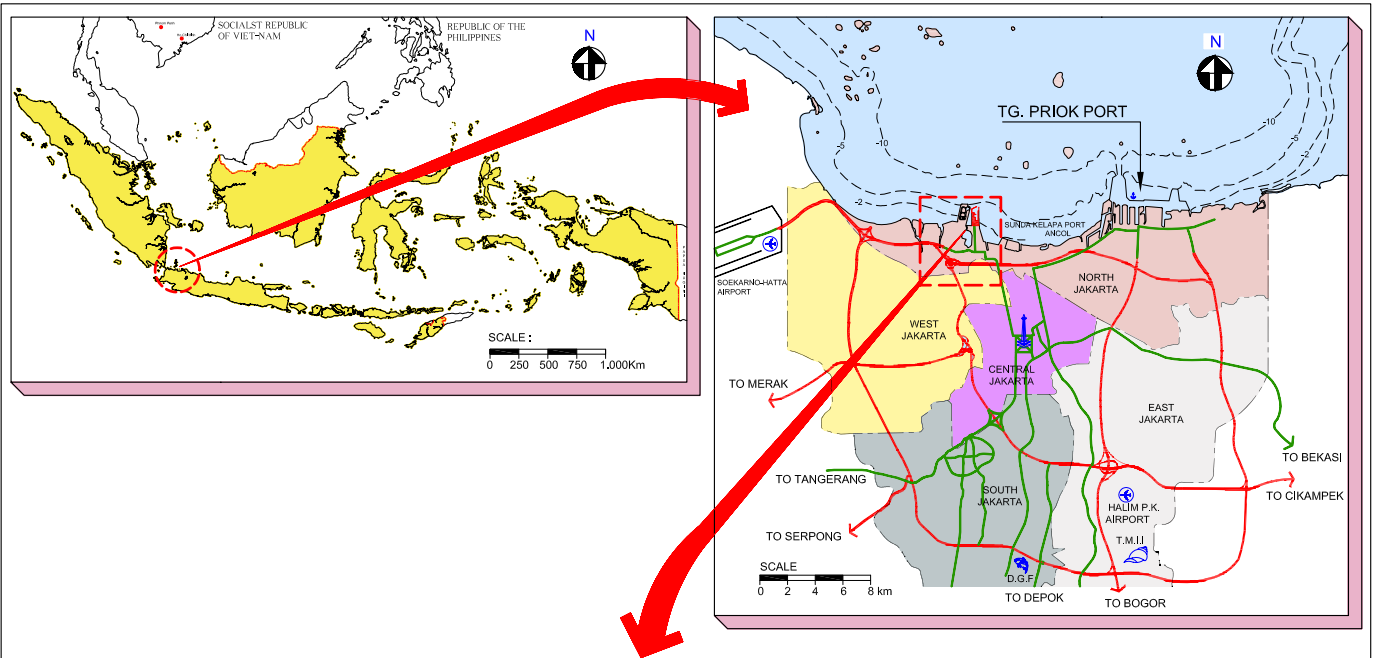 SOCIALST REPUBLIC
OF VIET-NAM
REPUBLIC OF THE
PHILIPPINES
N
SCALE :
250 500 750 1.000Km
N
TG. PRIOK PORT
-10
-5
-2
-10
-5
-2
-2
SUNDA KELAPA PORT
ANCOL
SOEKARNO-HATTA
AIRPORT
NORTH
JAKARTA
WEST
JAKARTA
CENTRAL
JAKARTA
TO MERAK
EAST
JAKARTA
TO BEKASI
TO TANGERANG
SOUTH
JAKARTA
TO CIKAMPEK
HALIM P.K.
AIRPORT
TO SERPONG
T.M.I.I
SCALE
0 2 4 6 8 km
D.G.F
TO DEPOK
TO BOGOR